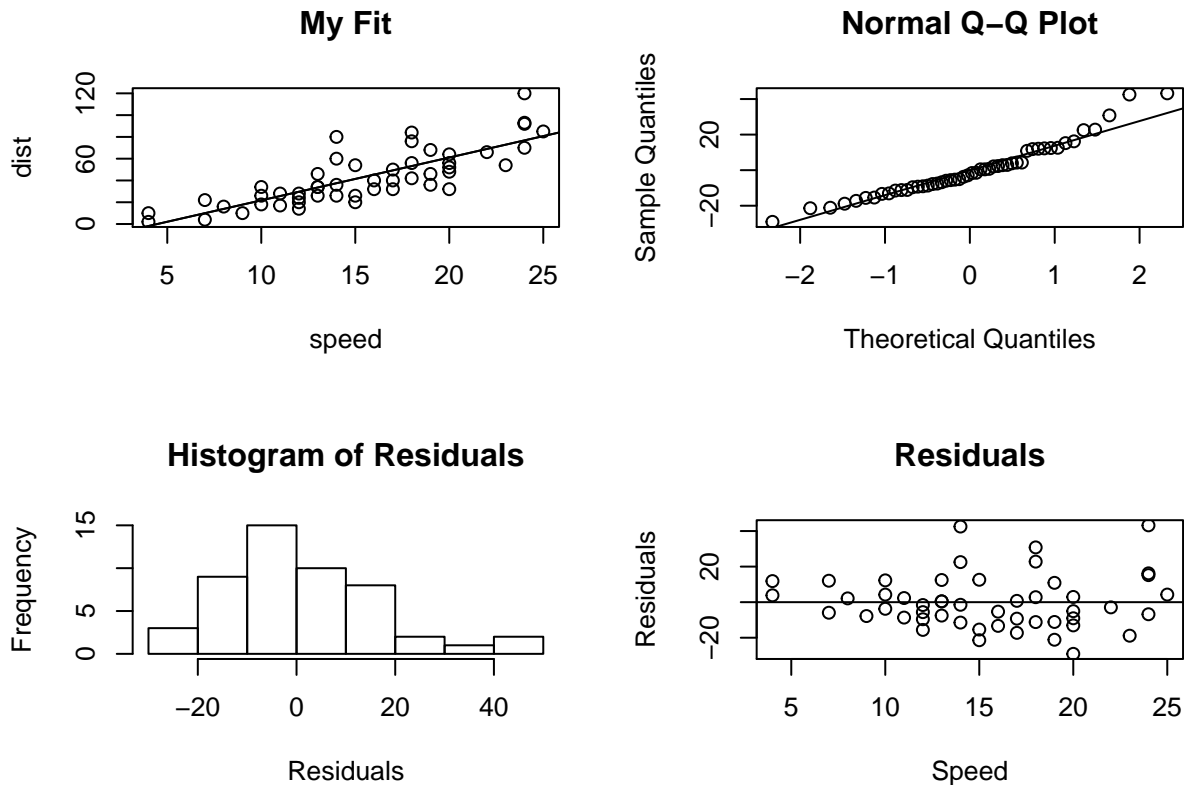 My Fit
dist
0
60
120
5
10
15
20
25
speed
Normal Q−Q Plot
Sample Quantiles
−20
20
−2
−1
0
1
2
Theoretical Quantiles
Histogram of Residuals
Frequency
0
5
15
−20
0
20
40
Residuals
Residuals
Residuals
−20
20
5
10
15
20
25
Speed